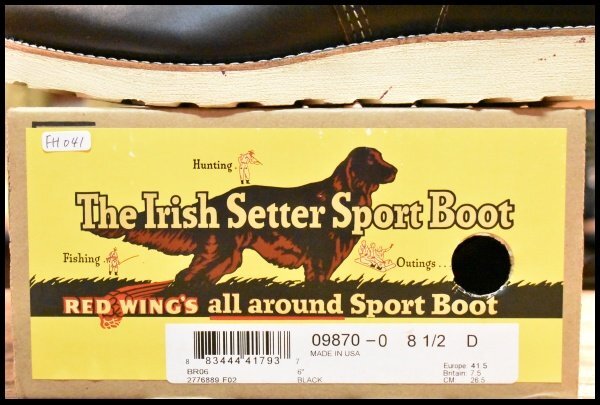 FH041
Hunting..
The Irish Setter Sport Boot
Fishing..
Outings...
RED WING'S all around Sport Boot
09870-0 8 1/2 D
MADE IN USA
8 83444 41793 7
BR06 6"
2776889 F02 BLACK
Europe 41.5
Britain: 7.5
CM 26.5